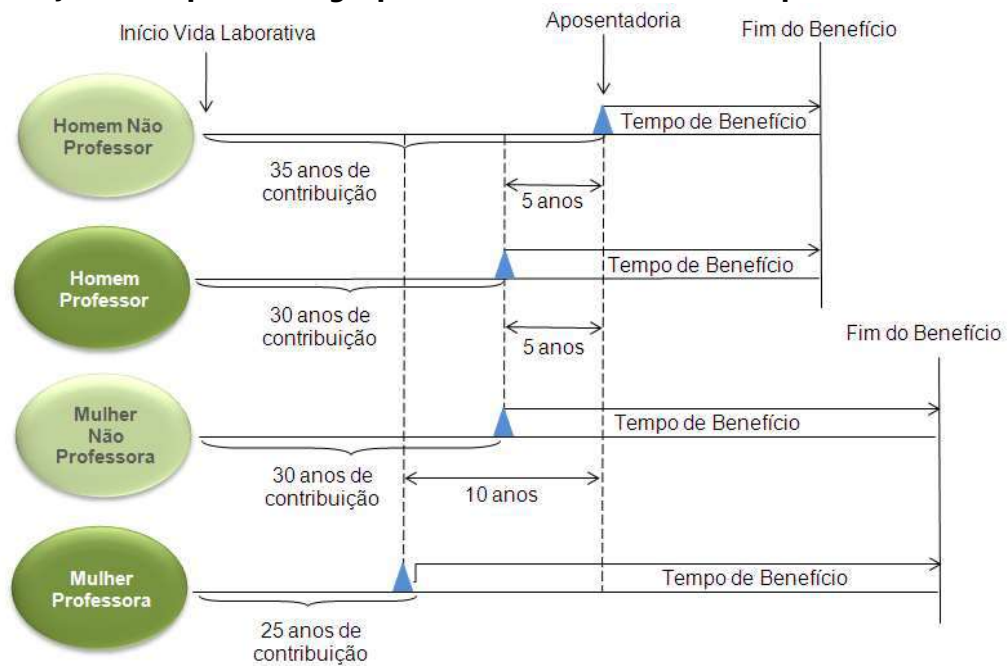 Início Vida Laborativa
Aposentadoria
Fim do Benefício
Homem Não
Professor
Tempo de Benefício
35 anos de
contribuição
5 anos
Homem
Professor
Tempo de Benefício
30 anos de
contribuição
5 anos
Fim do Benefício
Mulher
Não
Professora
Tempo de Benefício
30 anos de
contribuição
10 anos
Mulher
Professora
Tempo de Benefício
25 anos de
contribuição